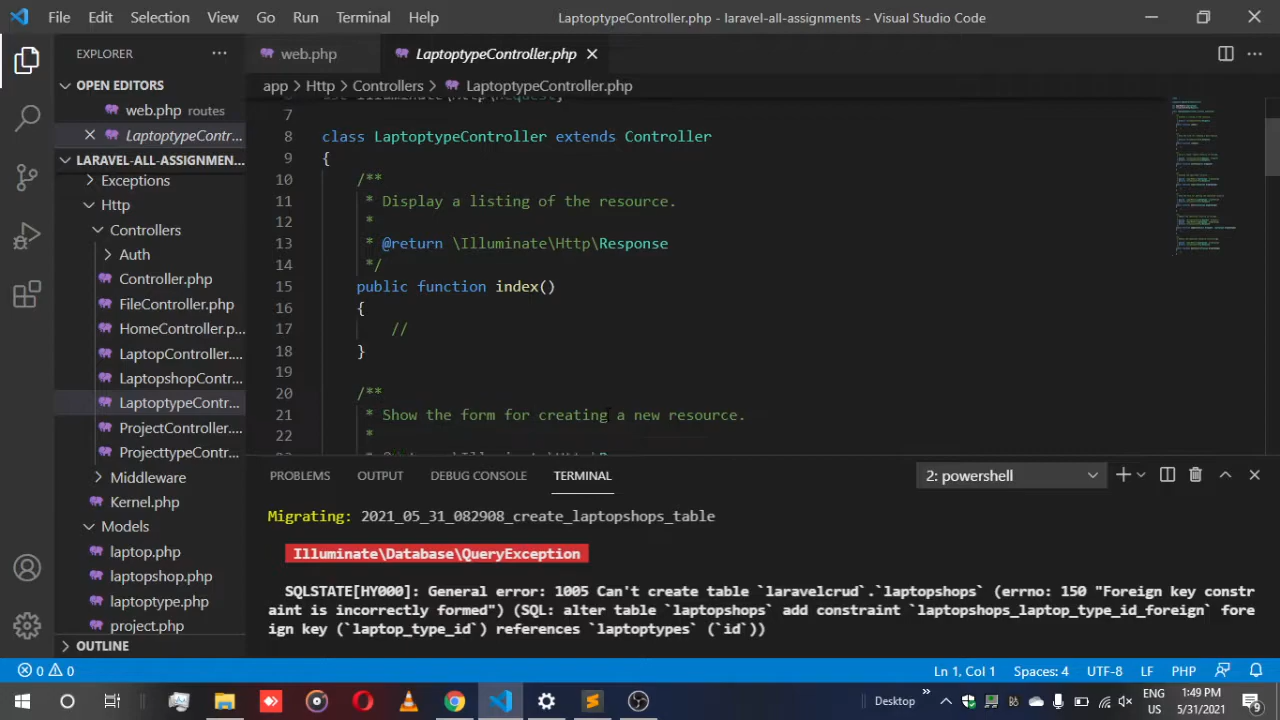 File Edit Selection View Go Run Terminal Help LaptoptypeController.php - laravel-all-assignments - Visual Studio Code
EXPLORER
web.php LaptoptypeController.php
OPEN EDITORS
web.php routes
LaptoptypeContr...
LARAVEL-ALL-ASSIGNMEN...
Exceptions
Http
Controllers
Auth
Controller.php
FileController.php
HomeController.p...
LaptopController....
LaptopshopContr...
LaptoptypeContr...
ProjectController....
ProjecttypeContr...
Middleware
Kernel.php
Models
laptop.php
laptopshop.php
laptoptype.php
project.php
OUTLINE
app > Http > Controllers > LaptoptypeController.php
7
8 class LaptoptypeController extends Controller
9 {
10 /**
11 * Display a listing of the resource.
12 *
13 * @return \Illuminate\Http\Response
14 */
15 public function index()
16 {
17 //
18 }
19
20 /**
21 * Show the form for creating a new resource.
22 *
PROBLEMS OUTPUT DEBUG CONSOLE TERMINAL 2: powershell
Migrating: 2021_05_31_082908_create_laptopshops_table
Illuminate\Database\QueryException
SQLSTATE[HY000]: General error: 1005 Can't create table `laravelcrud`.`laptopshops` (errno: 150 "Foreign key constr
aint is incorrectly formed") (SQL: alter table `laptopshops` add constraint `laptopshops_laptop_type_id_foreign` fore
ign key (`laptop_type_id`) references `laptoptypes` (`id`))
0 0 Ln 1, Col 1 Spaces: 4 UTF-8 LF PHP
Desktop ENG 1:49 PM
US 5/31/2021 9